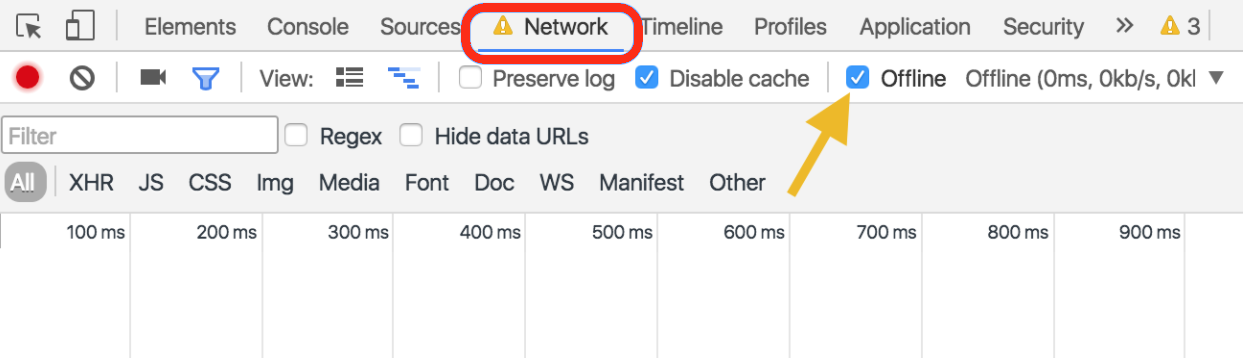 Elements Console Sources Network Timeline Profiles Application Security » 3
View: Preserve log Disable cache Offline Offline (0ms, 0kb/s, 0kl
Filter Regex Hide data URLs
All XHR JS CSS Img Media Font Doc WS Manifest Other
100 ms 200 ms 300 ms 400 ms 500 ms 600 ms 700 ms 800 ms 900 ms